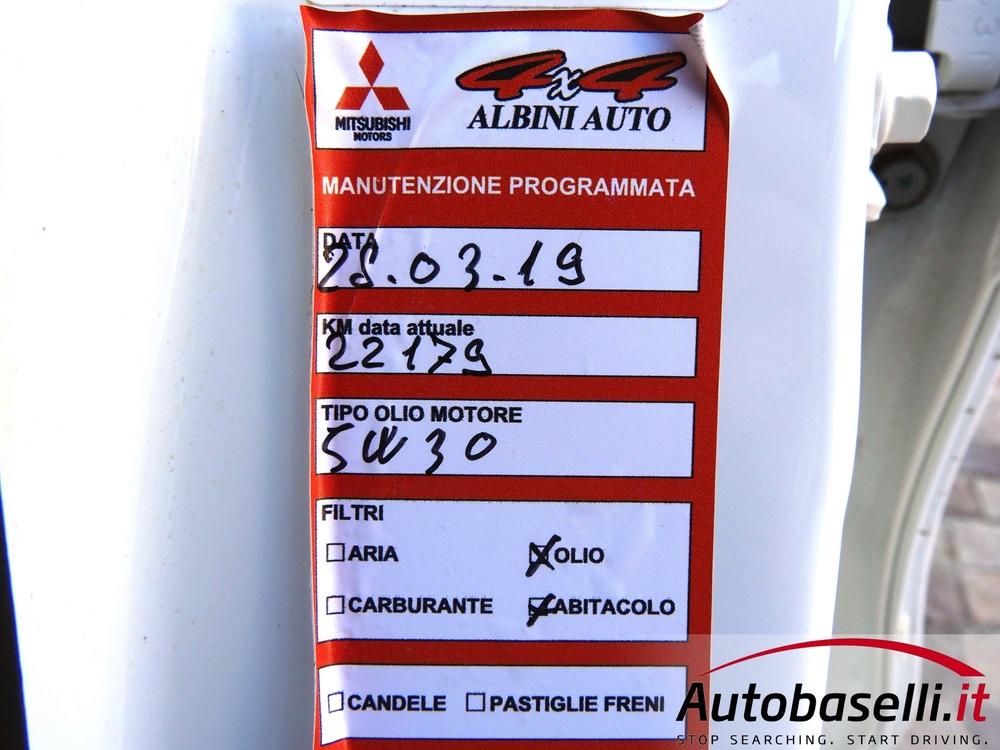 MITSUBISHI
MOTORS
4x4
ALBINI AUTO
MANUTENZIONE PROGRAMMATA
DATA
28.03.19
KM data attuale
22179
TIPO OLIO MOTORE
5W30
FILTRI
ARIA OLIO
CARBURANTE ABITACOLO
CANDELE PASTIGLIE FRENI
Autobaselli.it
STOP SEARCHING. START DRIVING.